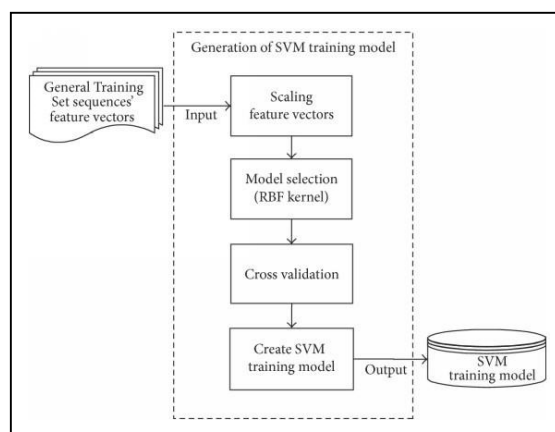 Generation of SVM training model
General Training
Set sequences'
feature vectors
Input
Scaling
feature vectors
Model selection
(RBF kernel)
Cross validation
Create SVM
training model
Output
SVM
training model